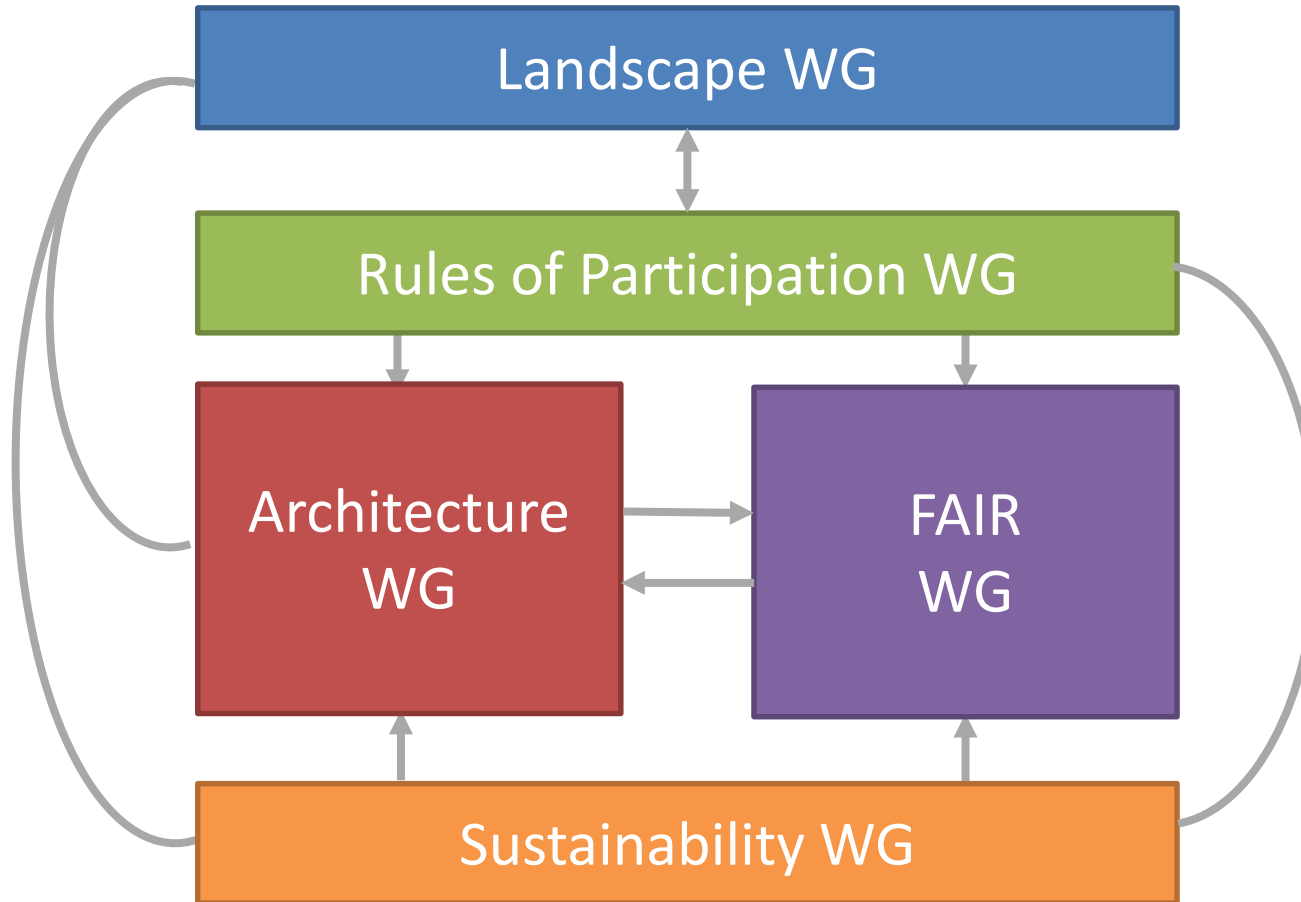 Landscape WG
Rules of Participation WG
Architecture
WG
FAIR
WG
Sustainability WG